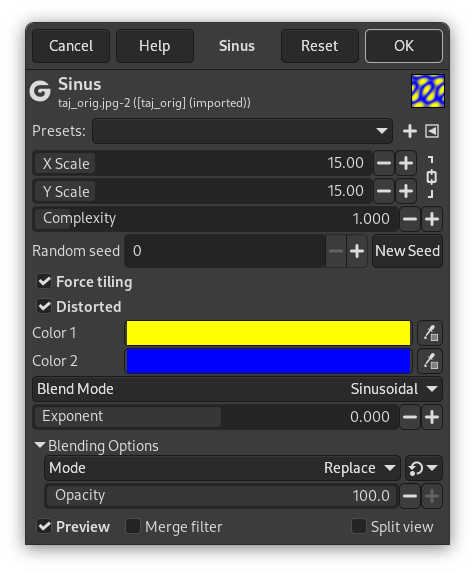 Cancel Help Sinus Reset OK
Sinus
taj_orig.jpg-2 ([taj_orig] (imported))
Presets:
X Scale 15.00
Y Scale 15.00
Complexity 1.000
Random seed 0 New Seed
Force tiling
Distorted
Color 1
Color 2
Blend Mode Sinusoidal
Exponent 0.000
Blending Options
Mode Replace
Opacity 100.0
Preview Merge filter Split view